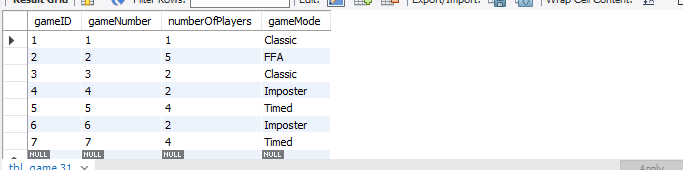 Result Grid Filter Rows: Edit: Export/Import: Wrap Cell Content:
gameID gameNumber numberOfPlayers gameMode
1 1 1 Classic
2 2 5 FFA
3 3 2 Classic
4 4 2 Imposter
5 5 4 Timed
6 6 2 Imposter
7 7 4 Timed
NULL NULL NULL NULL
tbl_game 31 Apply